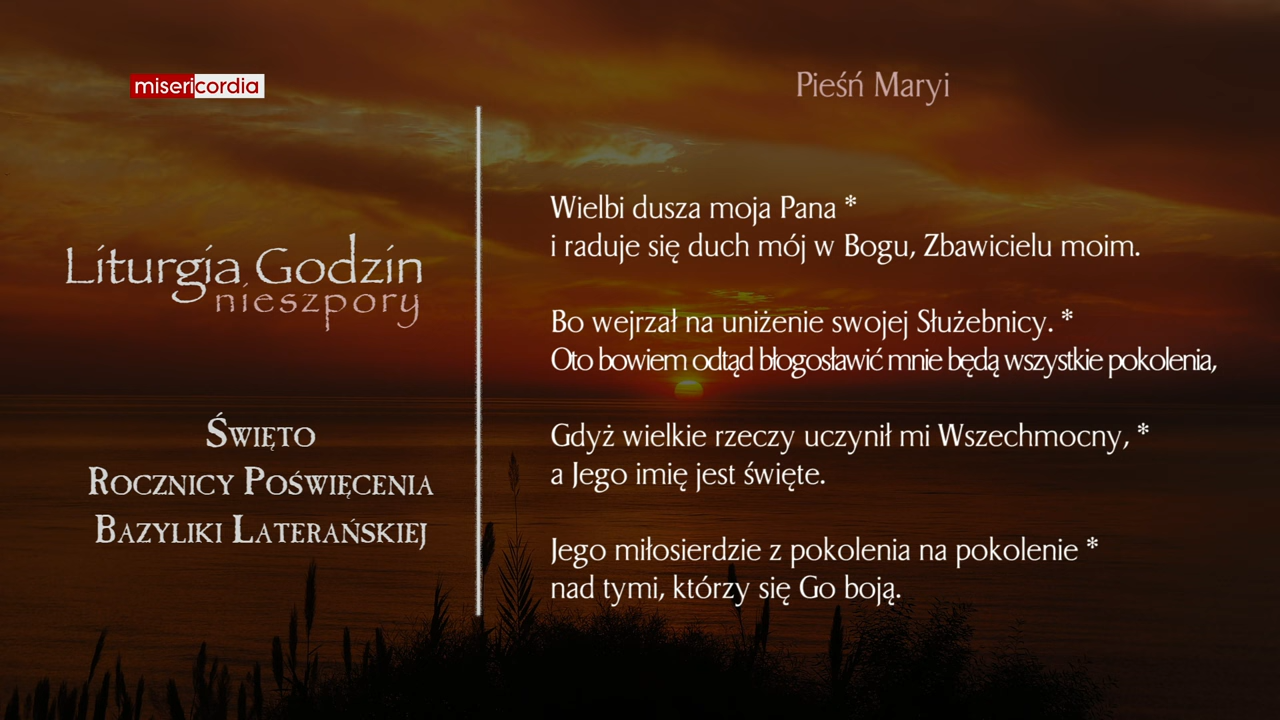 misericordia
Liturgia Godzin
nieszpory
Święto
Rocznicy Poświęcenia
Bazyliki Laterańskiej
Pieśń Maryi
Wielbi dusza moja Pana *
i raduje się duch mój w Bogu, Zbawicielu moim.
Bo wejrzał na uniżenie swojej Służebnicy. *
Oto bowiem odtąd błogosławić mnie będą wszystkie pokolenia,
Gdyż wielkie rzeczy uczynił mi Wszechmocny, *
a Jego imię jest święte.
Jego miłosierdzie z pokolenia na pokolenie *
nad tymi, którzy się Go boją.